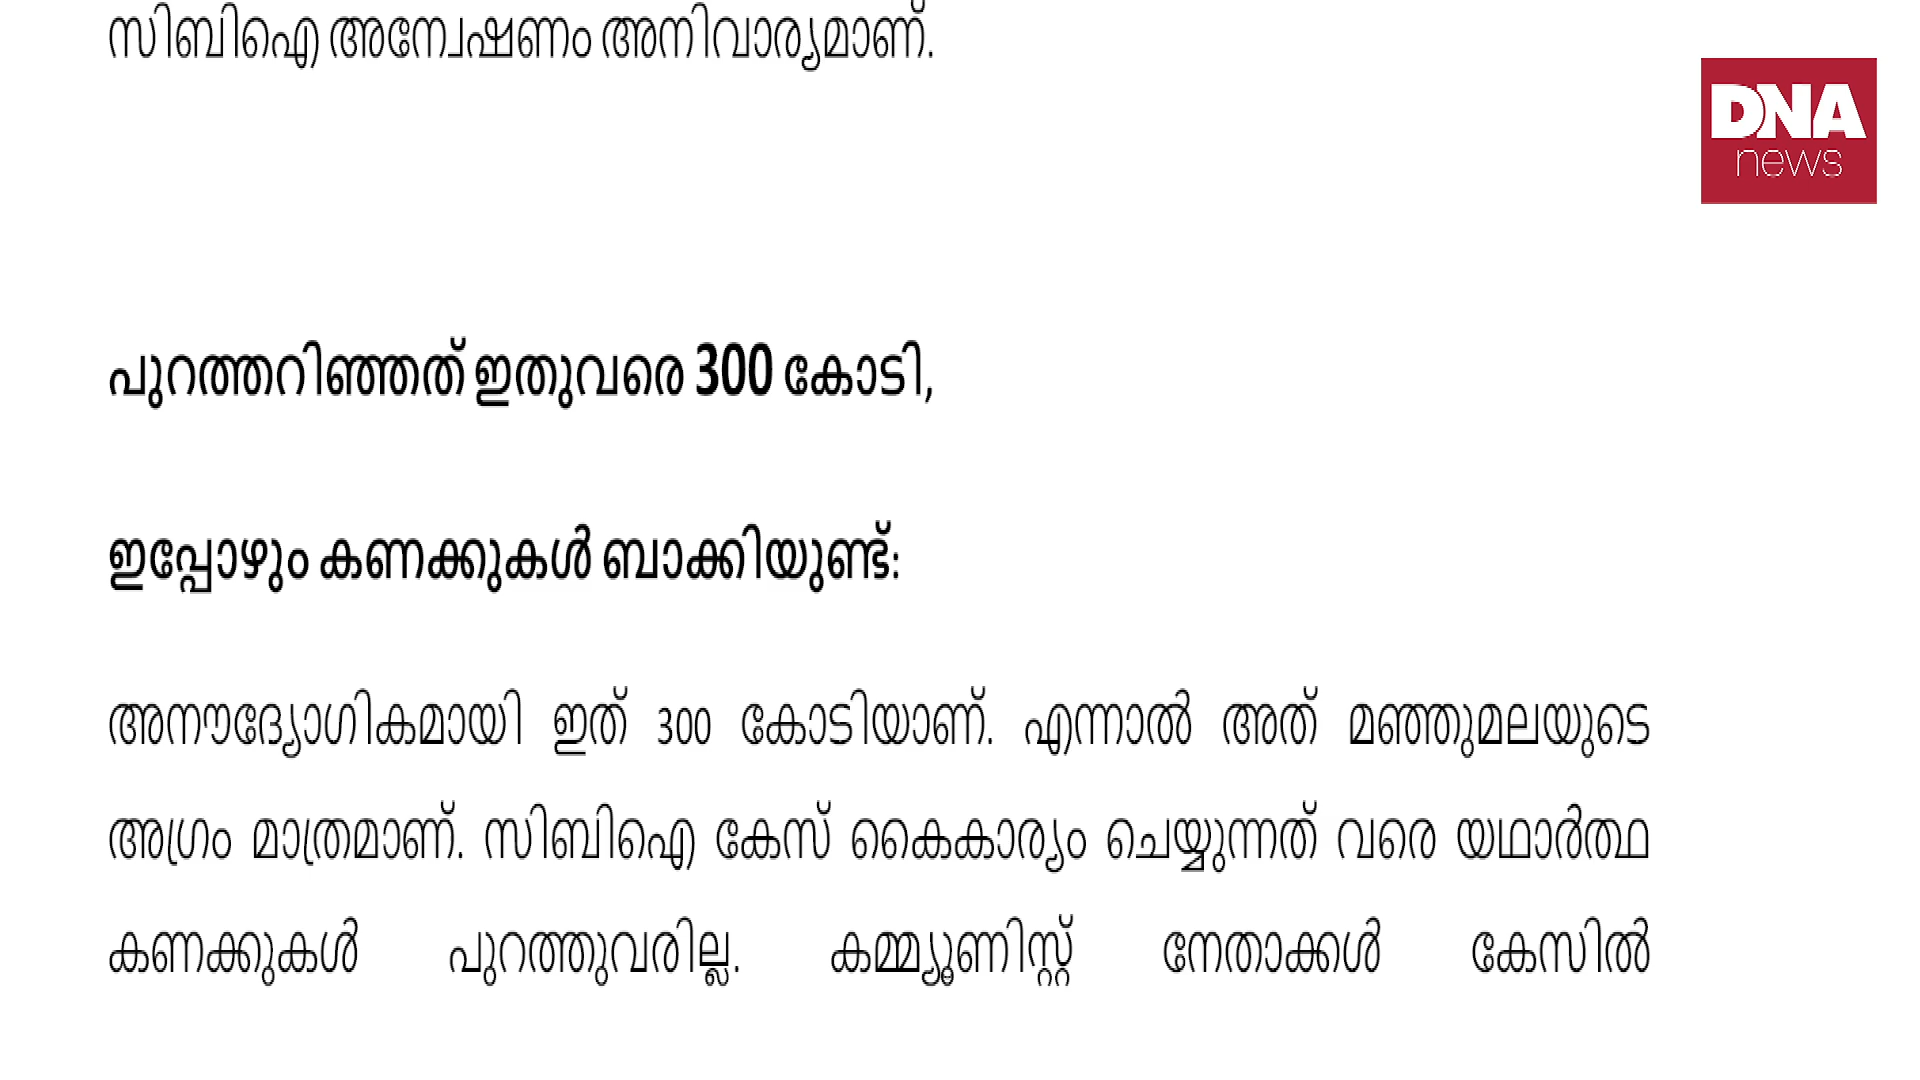 സിബിഐ അന്വേഷണം അനിവാര്യമാണ്.
DNA
news
പുറത്തറിഞ്ഞത് ഇതുവരെ 300 കോടി,
ഇപ്പോഴും കണക്കുകൾ ബാക്കിയുണ്ട്:
അനൗദ്യോഗികമായി ഇത് 300 കോടിയാണ്. എന്നാൽ അത് മഞ്ഞുമലയുടെ
അഗ്രം മാത്രമാണ്. സിബിഐ കേസ് കൈകാര്യം ചെയ്യുന്നത് വരെ യഥാർത്ഥ
കണക്കുകൾ പുറത്തുവരില്ല. കമ്മ്യൂണിസ്റ്റ് നേതാക്കൾ കേസിൽ